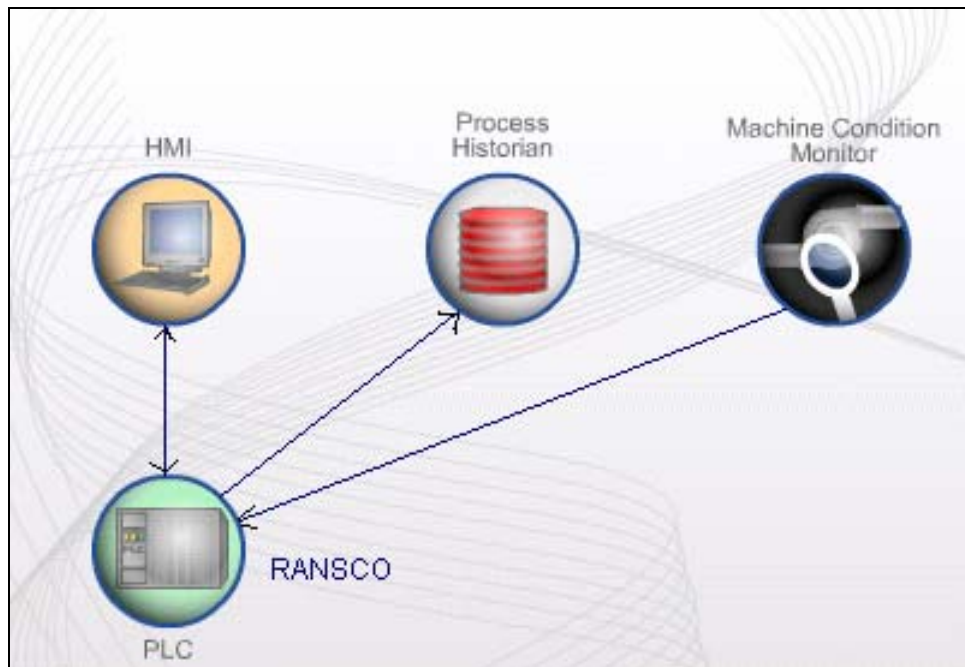 HMI
Process
Historian
Machine Condition
Monitor
PLC
RANSCO
PLC